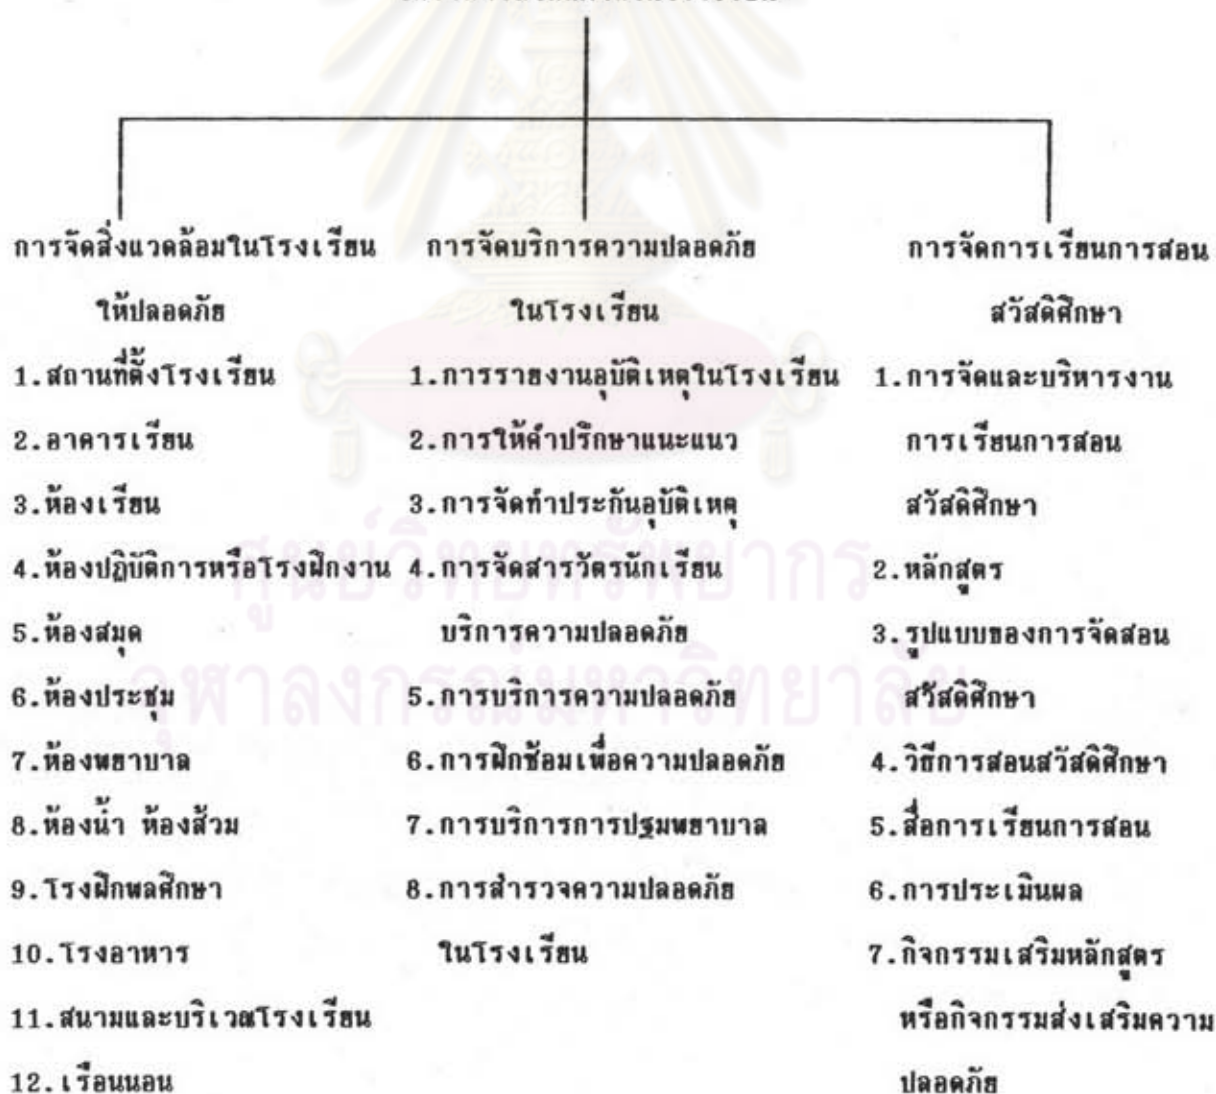 การจัดสิ่งแวดล้อมในโรงเรียน
ให้ปลอดภัย
1.สถานที่ตั้งโรงเรียน
2.อาคารเรียน
3.ห้องเรียน
4.ห้องปฏิบัติการหรือโรงฝึกงาน
5.ห้องสมุด
6.ห้องประชุม
7.ห้องพยาบาล
8.ห้องน้ำ ห้องส้วม
9.โรงฝึกพลศึกษา
10.โรงอาหาร
11.สนามและบริเวณโรงเรียน
12.เรือนนอน
การจัดบริการความปลอดภัย
ในโรงเรียน
1.การรายงานอุบัติเหตุในโรงเรียน
2.การให้คำปรึกษาแนะแนว
3.การจัดทำประกันอุบัติเหตุ
4.การจัดสารวัตรนักเรียน
บริการความปลอดภัย
5.การบริการความปลอดภัย
6.การฝึกซ้อมเพื่อความปลอดภัย
7.การบริการการปฐมพยาบาล
8.การสำรวจความปลอดภัย
ในโรงเรียน
การจัดการเรียนการสอน
สวัสดิศึกษา
1.การจัดและบริหารงาน
การเรียนการสอน
สวัสดิศึกษา
2.หลักสูตร
3.รูปแบบของการจัดสอน
สวัสดิศึกษา
4.วิธีการสอนสวัสดิศึกษา
5.สื่อการเรียนการสอน
6.การประเมินผล
7.กิจกรรมเสริมหลักสูตร
หรือกิจกรรมส่งเสริมความ
ปลอดภัย
ศูนย์วิทยทรัพยากร
จุฬาลงกรณ์มหาวิทยาลัย